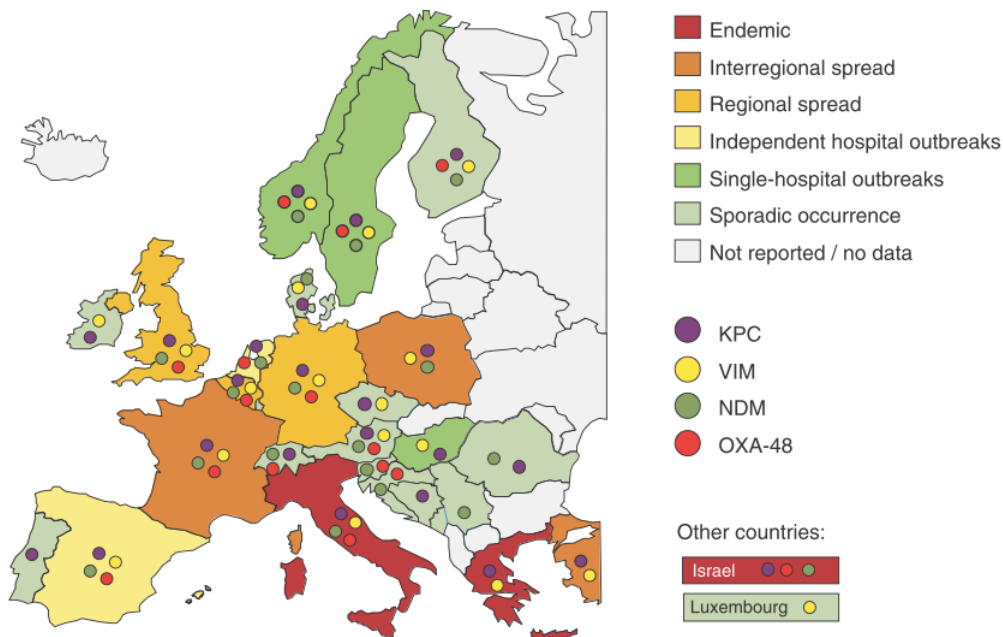 Endemic
Interregional spread
Regional spread
Independent hospital outbreaks
Single-hospital outbreaks
Sporadic occurrence
Not reported / no data
KPC
VIM
NDM
OXA-48
Other countries:
Israel
Luxembourg